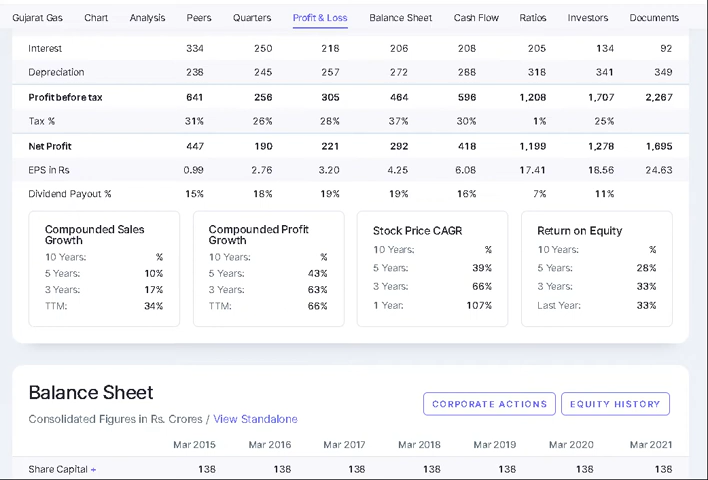 Gujarat Gas Chart Analysis Peers Quarters Profit & Loss Balance Sheet Cash Flow Ratios Investors Documents
Interest 334 250 218 206 208 205 134 92
Depreciation 238 245 257 272 288 318 341 349
Profit before tax 641 256 305 464 596 1,208 1,707 2,267
Tax % 31% 26% 28% 37% 30% 1% 25%
Net Profit 447 190 221 292 418 1,199 1,278 1,695
EPS in Rs 0.99 2.76 3.20 4.25 6.08 17.41 18.56 24.63
Dividend Payout % 15% 18% 19% 19% 16% 7% 11%
Compounded Sales
Growth
10 Years: %
5 Years: 10%
3 Years: 17%
TTM: 34%
Compounded Profit
Growth
10 Years: %
5 Years: 43%
3 Years: 63%
TTM: 66%
Stock Price CAGR
10 Years: %
5 Years: 39%
3 Years: 66%
1 Year: 107%
Return on Equity
10 Years: %
5 Years: 28%
3 Years: 33%
Last Year: 33%
Balance Sheet
CORPORATE ACTIONS EQUITY HISTORY
Consolidated Figures in Rs. Crores / View Standalone
Mar 2015 Mar 2016 Mar 2017 Mar 2018 Mar 2019 Mar 2020 Mar 2021
Share Capital + 138 138 138 138 138 138 138